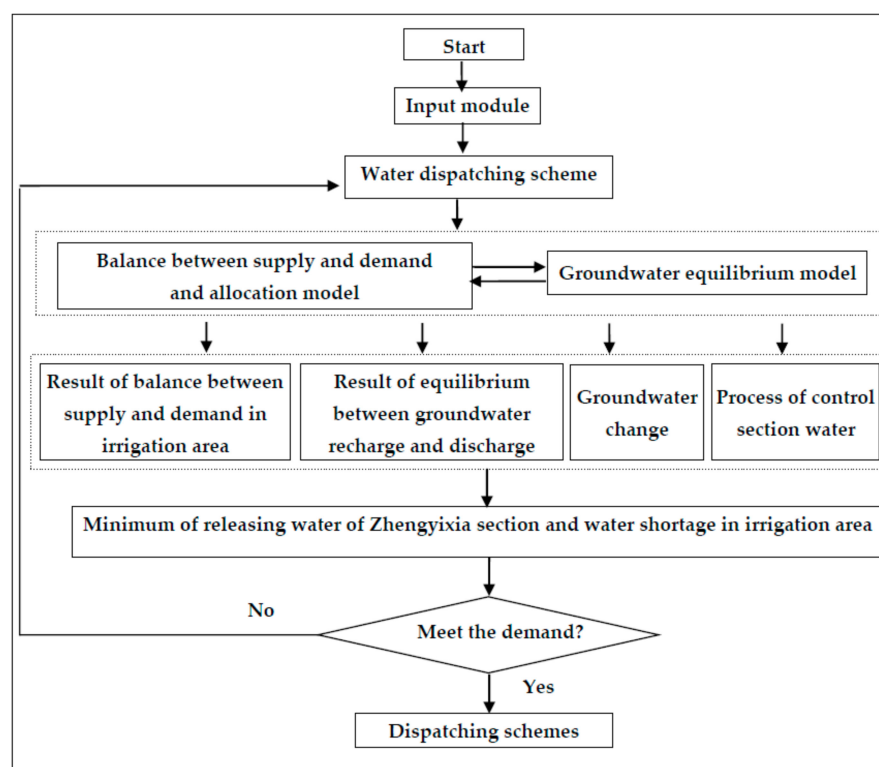 Start
Input module
Water dispatching scheme
Balance between supply and demand
and allocation model
Groundwater equilibrium model
Result of balance between
supply and demand in
irrigation area
Result of equilibrium
between groundwater
recharge and discharge
Groundwater
change
Process of control
section water
Minimum of releasing water of Zhengyixia section and water shortage in irrigation area
No
Meet the demand?
Yes
Dispatching schemes